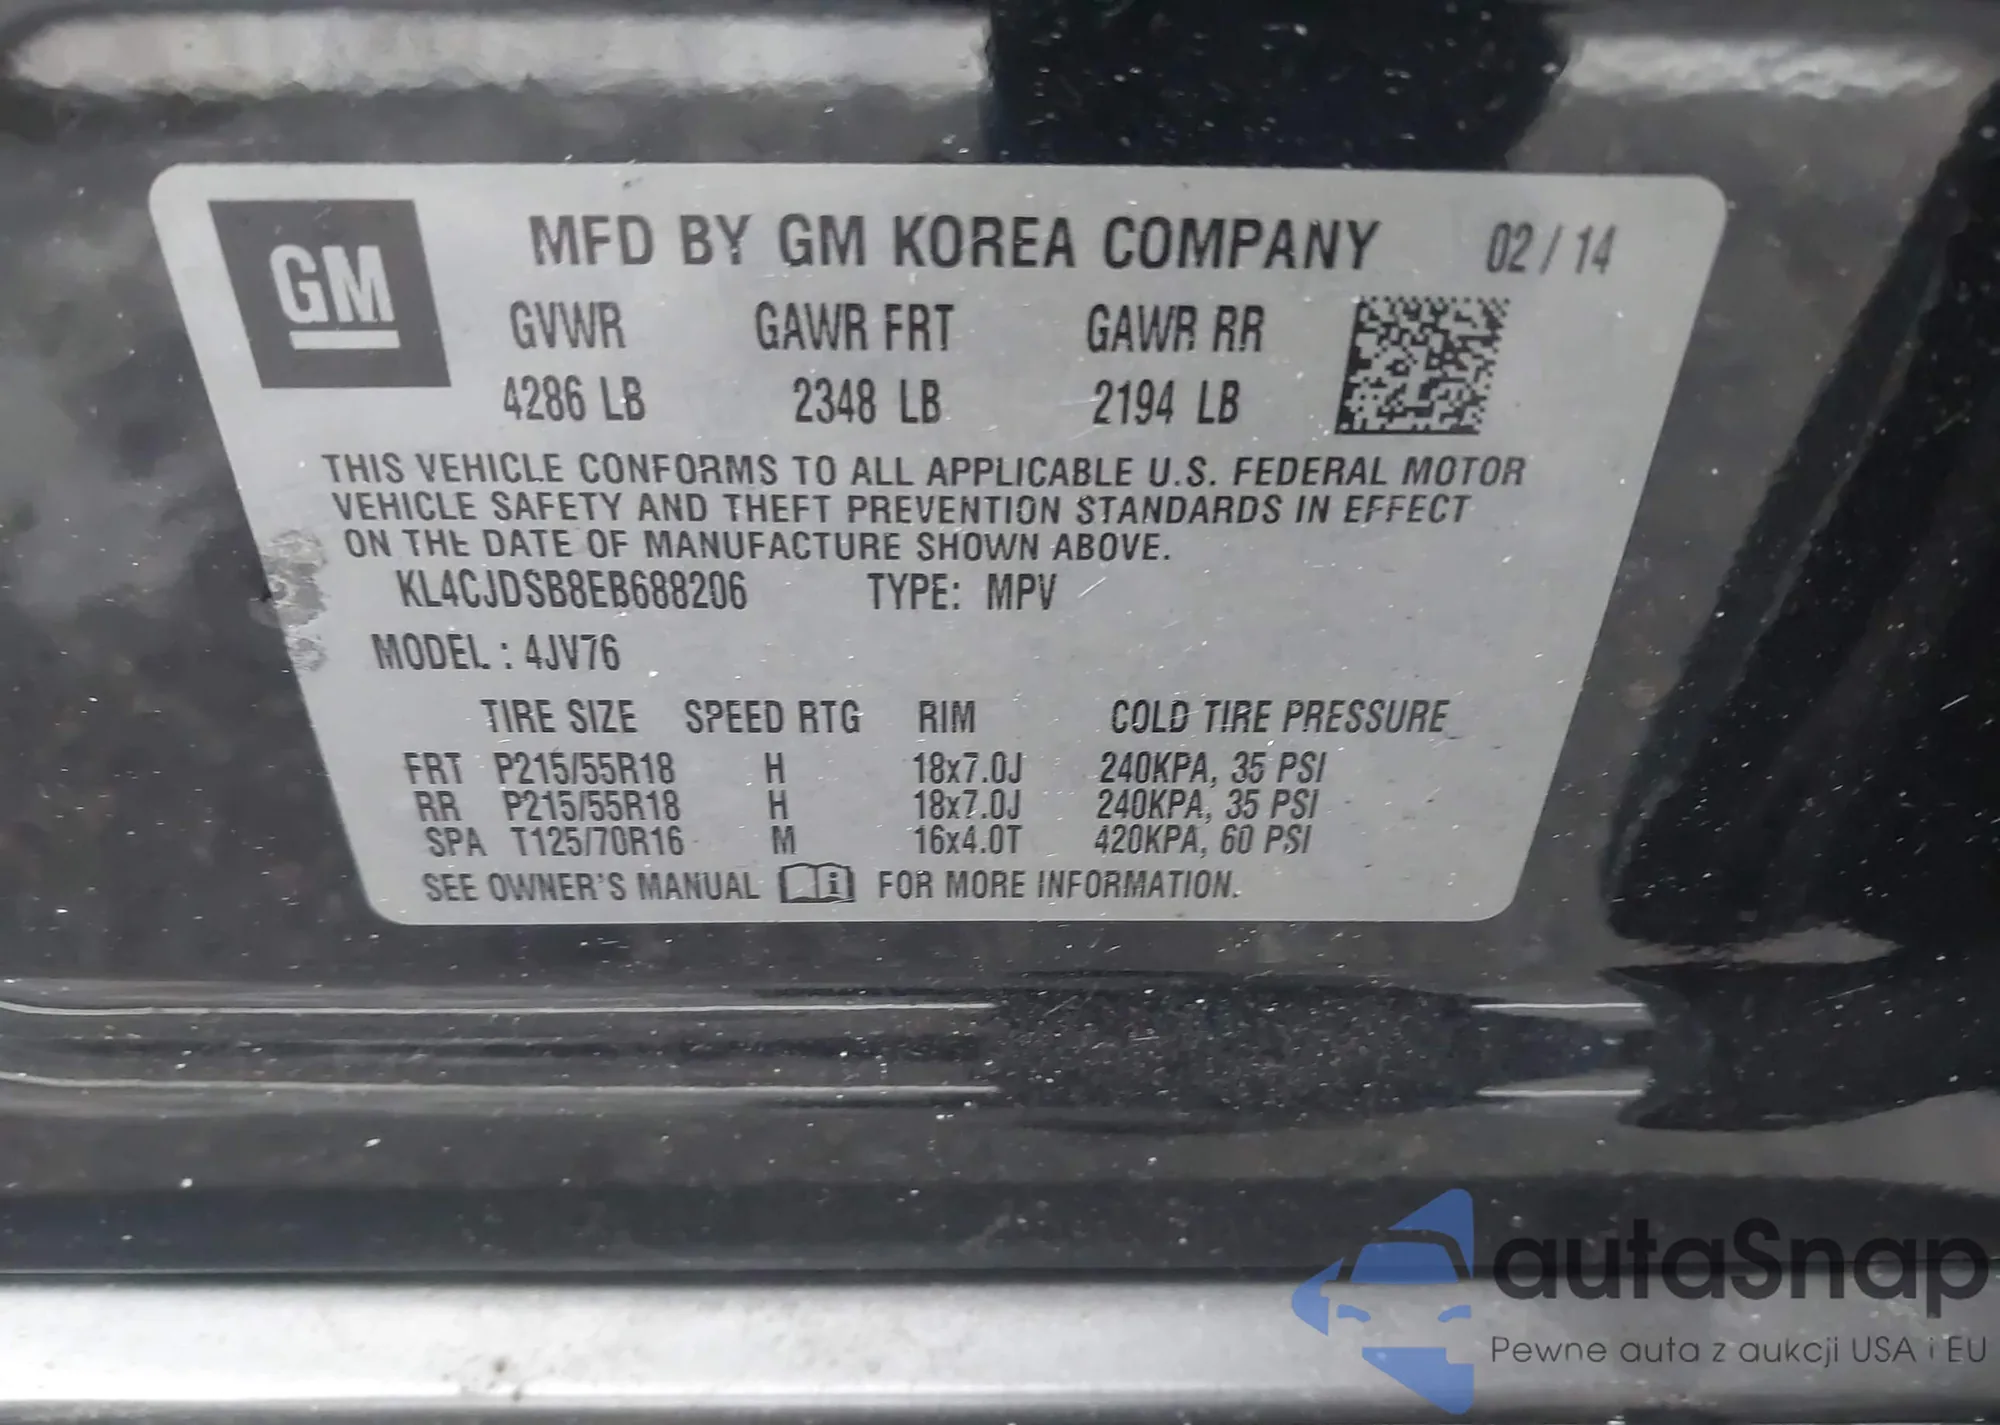 GM
MFD BY GM KOREA COMPANY 02/14
GVWR GAWR FRT GAWR RR
4286 LB 2348 LB 2194 LB
THIS VEHICLE CONFORMS TO ALL APPLICABLE U.S. FEDERAL MOTOR
VEHICLE SAFETY AND THEFT PREVENTION STANDARDS IN EFFECT
ON THE DATE OF MANUFACTURE SHOWN ABOVE.
KL4CJDSB8EB688206 TYPE: MPV
MODEL : 4JV76
TIRE SIZE SPEED RTG RIM COLD TIRE PRESSURE
FRT P215/55R18 H 18x7.0J 240KPA, 35 PSI
RR P215/55R18 H 18x7.0J 240KPA, 35 PSI
SPA T125/70R16 M 16x4.0T 420KPA, 60 PSI
SEE OWNER'S MANUAL i FOR MORE INFORMATION.
autaSnap
Pewne auta z aukcji USA i EU